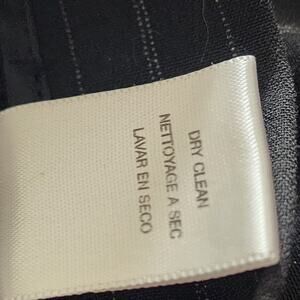 DRY CLEAN
NETTOYAGE A SEC
LAVAR EN SECO